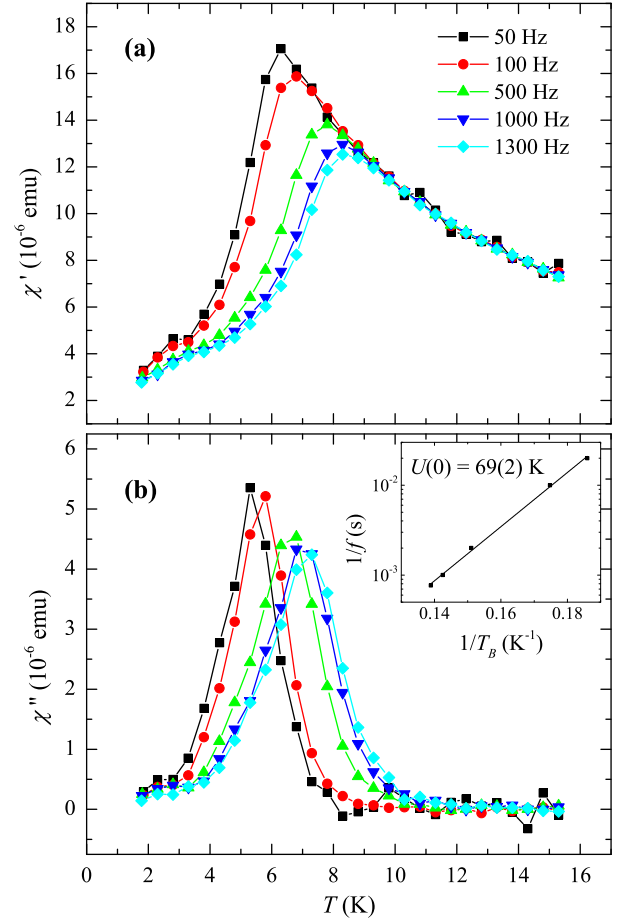 18
16
14
12
10
8
6
4
2
χ' (10⁻⁶ emu)
(a)
50 Hz
100 Hz
500 Hz
1000 Hz
1300 Hz
6
5
4
3
2
1
0
χ'' (10⁻⁶ emu)
(b)
U(0) = 69(2) K
10⁻²
10⁻³
1/f (s)
0.14 0.16 0.18
1/T_B (K⁻¹)
0 2 4 6 8 10 12 14 16
T (K)